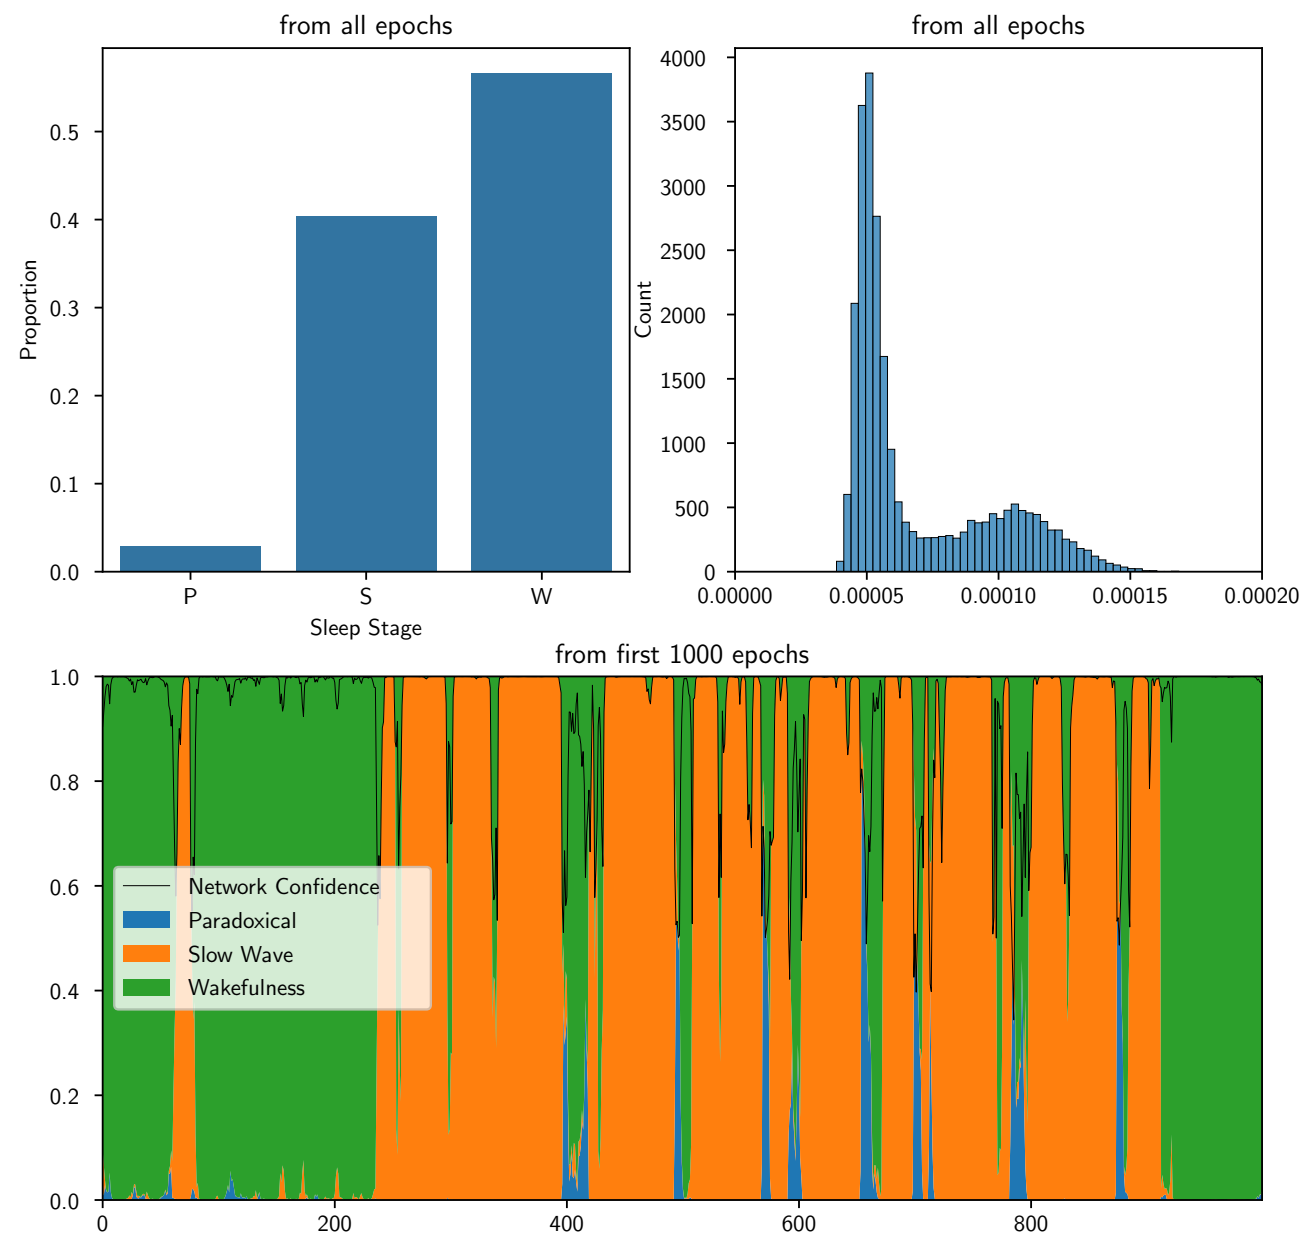 from all epochs
Proportion
0.5
0.4
0.3
0.2
0.1
0.0
P S W
Sleep Stage
from all epochs
Count
4000
3500
3000
2500
2000
1500
1000
500
0
0.00000 0.00005 0.00010 0.00015 0.00020
from first 1000 epochs
1.0
0.8
0.6
0.4
0.2
0.0
Network Confidence
Paradoxical
Slow Wave
Wakefulness
0 200 400 600 800